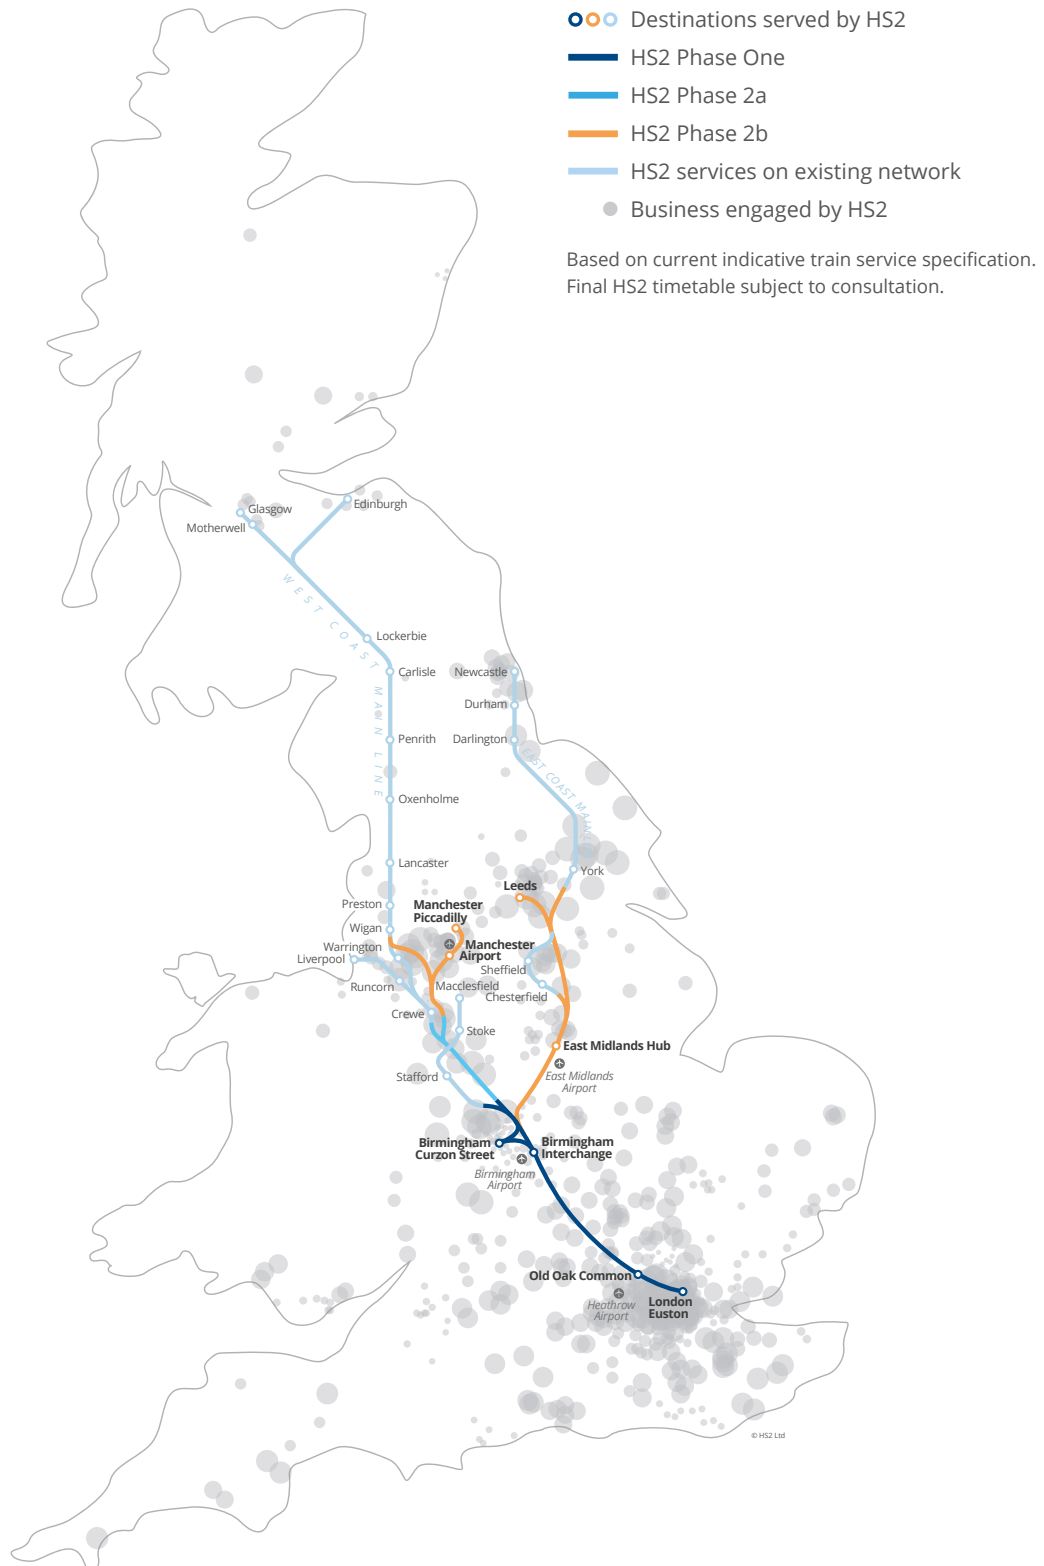 Destinations served by HS2
HS2 Phase One
HS2 Phase 2a
HS2 Phase 2b
HS2 services on existing network
Business engaged by HS2
Based on current indicative train service specification.
Final HS2 timetable subject to consultation.
Glasgow
Edinburgh
Motherwell
WEST COAST MAIN LINE
Lockerbie
Carlisle
Newcastle
Durham
Penrith
Darlington
EAST COAST MAIN
Oxenholme
Lancaster
York
Leeds
Preston
Manchester
Piccadilly
Wigan
Warrington
Manchester
Airport
Liverpool
Sheffield
Runcorn
Macclesfield
Chesterfield
Crewe
Stoke
East Midlands Hub
Stafford
East Midlands
Airport
Birmingham
Curzon Street
Birmingham
Interchange
Birmingham
Airport
Old Oak Common
Heathrow
Airport
London
Euston
© HS2 Ltd